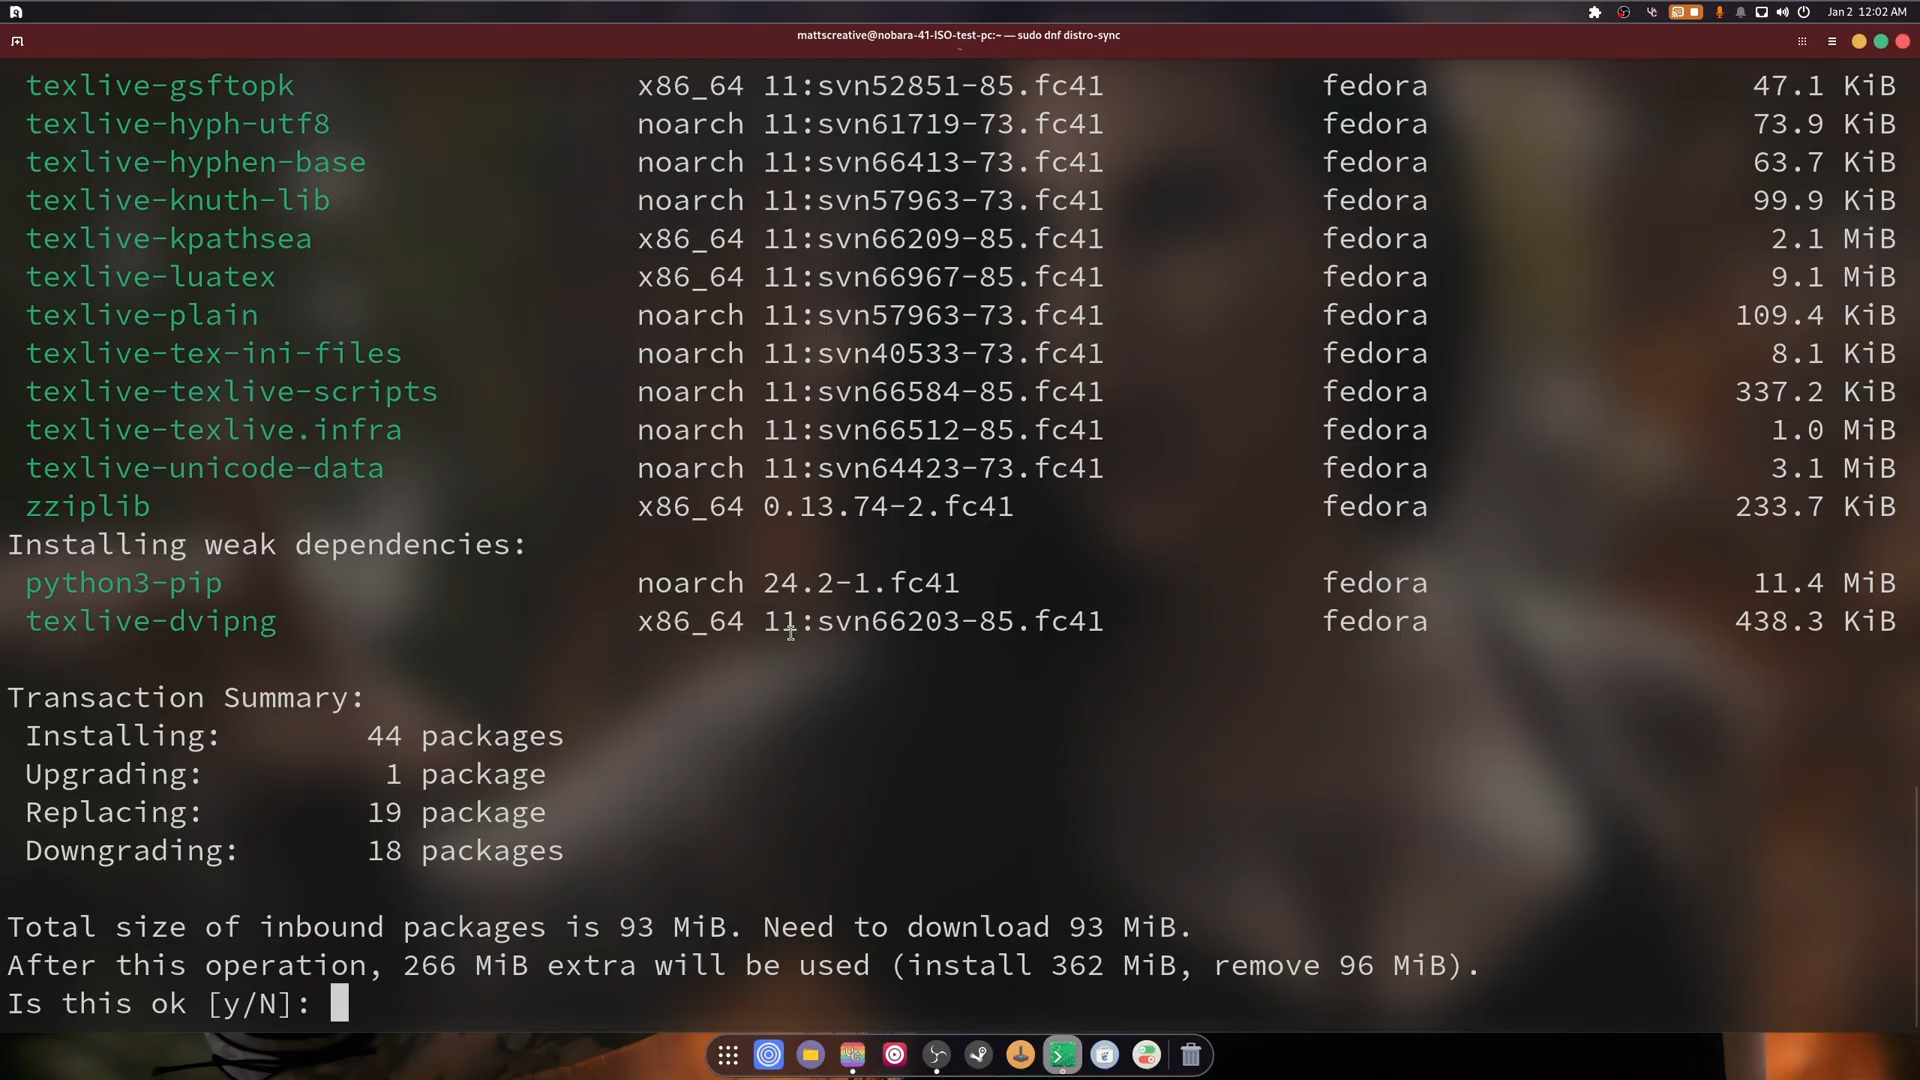 Jan 2 12:02 AM
mattscreative@nobara-41-ISO-test-pc:~ — sudo dnf distro-sync
~
texlive-gsftopk x86_64 11:svn52851-85.fc41 fedora 47.1 KiB
texlive-hyph-utf8 noarch 11:svn61719-73.fc41 fedora 73.9 KiB
texlive-hyphen-base noarch 11:svn66413-73.fc41 fedora 63.7 KiB
texlive-knuth-lib noarch 11:svn57963-73.fc41 fedora 99.9 KiB
texlive-kpathsea x86_64 11:svn66209-85.fc41 fedora 2.1 MiB
texlive-luatex x86_64 11:svn66967-85.fc41 fedora 9.1 MiB
texlive-plain noarch 11:svn57963-73.fc41 fedora 109.4 KiB
texlive-tex-ini-files noarch 11:svn40533-73.fc41 fedora 8.1 KiB
texlive-texlive-scripts noarch 11:svn66584-85.fc41 fedora 337.2 KiB
texlive-texlive.infra noarch 11:svn66512-85.fc41 fedora 1.0 MiB
texlive-unicode-data noarch 11:svn64423-73.fc41 fedora 3.1 MiB
zziplib x86_64 0.13.74-2.fc41 fedora 233.7 KiB
Installing weak dependencies:
python3-pip noarch 24.2-1.fc41 fedora 11.4 MiB
texlive-dvipng x86_64 11:svn66203-85.fc41 fedora 438.3 KiB
Transaction Summary:
Installing: 44 packages
Upgrading: 1 package
Replacing: 19 package
Downgrading: 18 packages
Total size of inbound packages is 93 MiB. Need to download 93 MiB.
After this operation, 266 MiB extra will be used (install 362 MiB, remove 96 MiB).
Is this ok [y/N]: